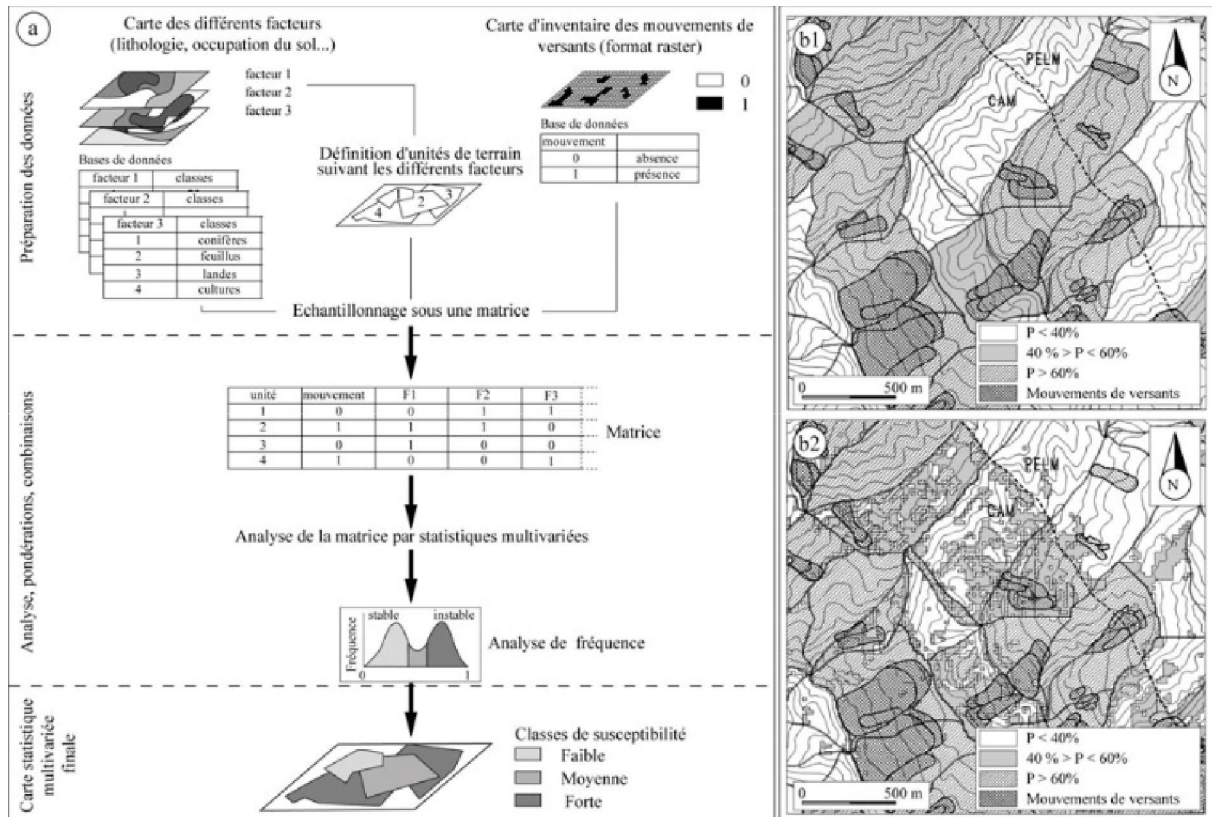 a
Carte des différents facteurs
(lithologie, occupation du sol...)
facteur 1
facteur 2
facteur 3
Carte d'inventaire des mouvements de
versants (format raster)
0
1
Base de données
mouvement
0 absence
1 présence
Bases de données
facteur 1 classes
facteur 2 classes
facteur 3 classes
1 conifères
2 feuillus
3 landes
4 cultures
Définition d'unités de terrain
suivant les différents facteurs
1
2
3
4
Echantillonnage sous une matrice
Préparation des données
unité mouvement F1 F2 F3
1 0 0 1 1
2 1 1 1 0
3 0 1 0 0
4 1 0 0 1
Matrice
Analyse de la matrice par statistiques multivariées
stable instable
Fréquence
0 1
Analyse de fréquence
Analyse, pondérations, combinaisons
Carte statistique
multivariée
finale
Classes de susceptibilité
Faible
Moyenne
Forte
b1
PELM
CAM
N
P < 40%
40 % > P < 60%
P > 60%
Mouvements de versants
0 500 m
b2
PELM
CAM
N
P < 40%
40 % > P < 60%
P > 60%
Mouvements de versants
0 500 m